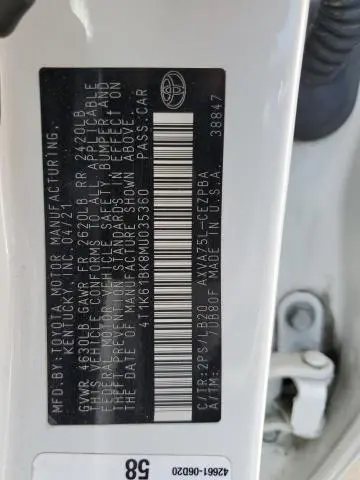 MFD.BY:TOYOTA MOTOR MANUFACTURING,
KENTUCKY, INC. 04/21
GVWR 4630LB GAWR FR 2620LB RR 2420LB
THIS VEHICLE CONFORMS TO ALL APPLICABLE
FEDERAL MOTOR VEHICLE SAFETY, BUMPER, AND
THEFT PREVENTION STANDARDS IN EFFECT ON
THE DATE OF MANUFACTURE SHOWN ABOVE.
4T1K61BK8MU035360 PASS.CAR
C/TR:2PS/LB20 AXVA75L-CEZPBA
A/TM: /UB80F U.S.A. 38847
42661-06D20
58